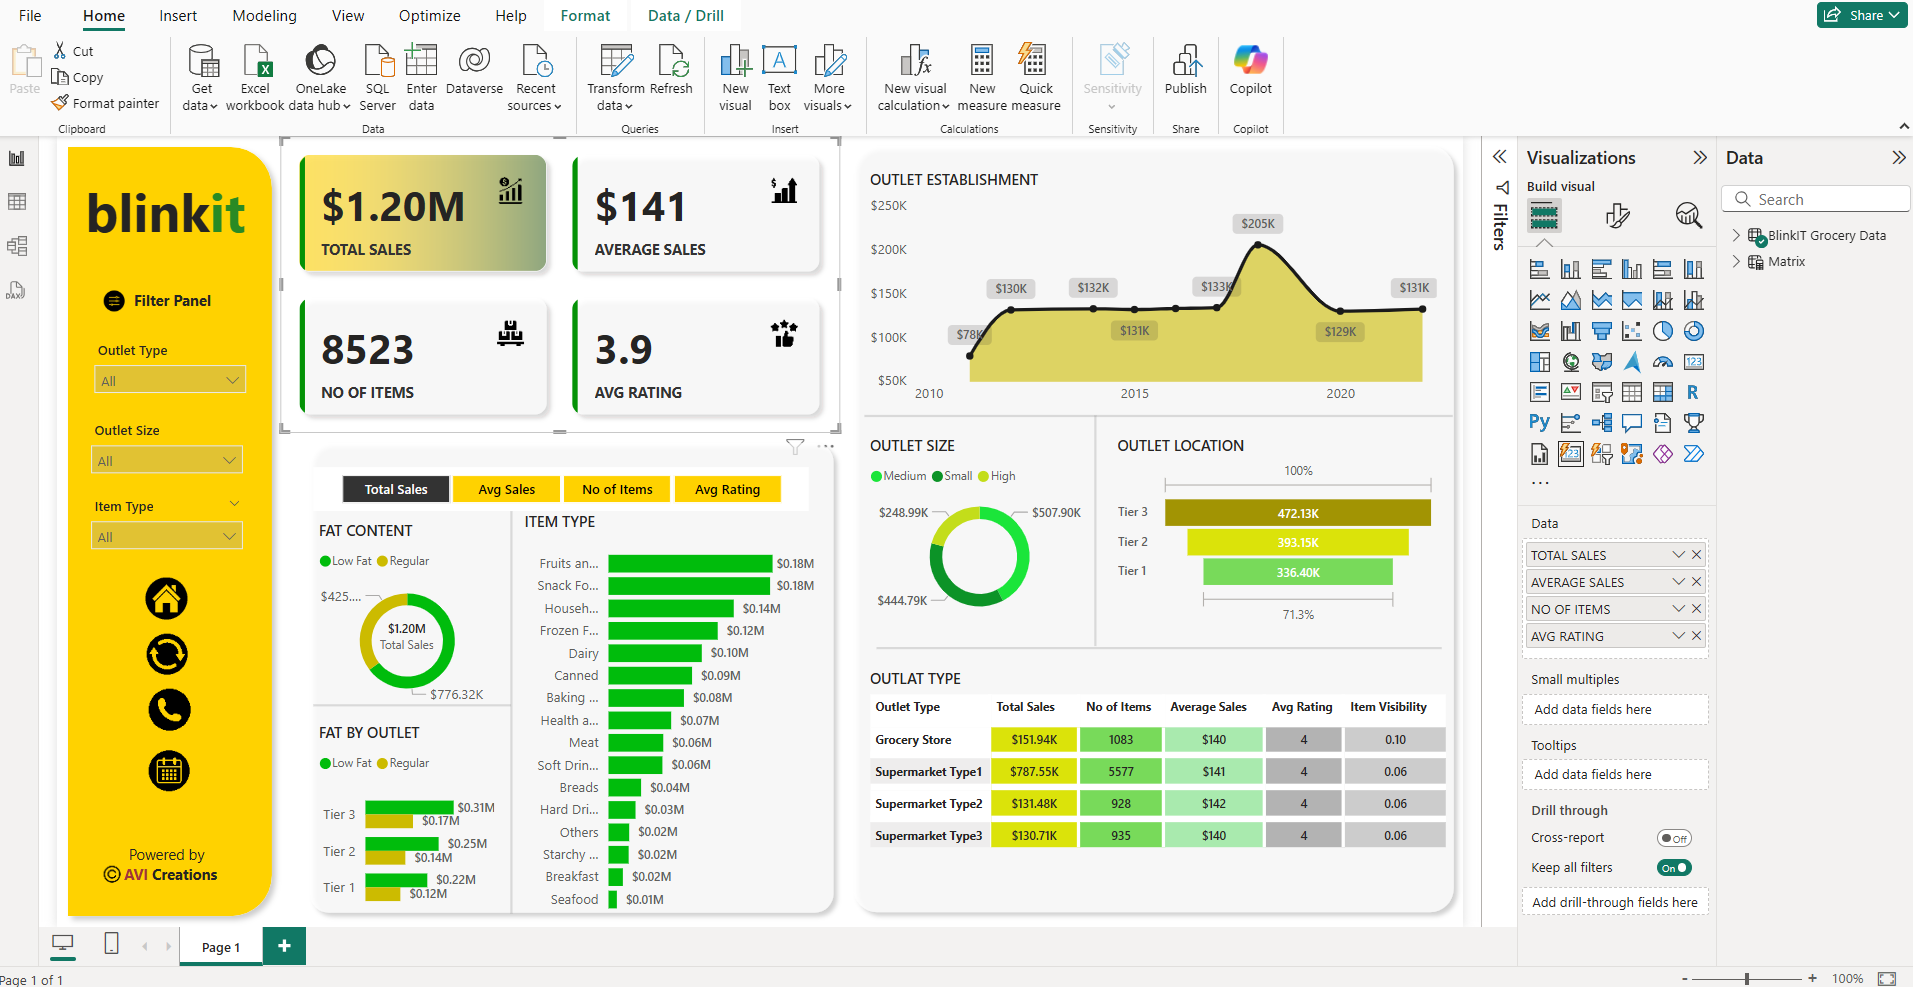 File Home Insert Modeling View Optimize Help Format Data / Drill Share
Paste Cut Copy Format painter
Clipboard
Get data Excel workbook OneLake data hub SQL Server Enter data Dataverse Recent sources
Data
Transform data Refresh
Queries
New visual Text box More visuals
Insert
New visual calculation New measure Quick measure
Calculations
Sensitivity
Sensitivity
Publish
Share
Copilot
Copilot
blinkit
Filter Panel
Outlet Type
All
Outlet Size
All
Item Type
All
Powered by
© AVI Creations
$1.20M
TOTAL SALES
$141
AVERAGE SALES
8523
NO OF ITEMS
3.9
AVG RATING
Total Sales Avg Sales No of Items Avg Rating
FAT CONTENT
Low Fat Regular
$425....
$1.20M
Total Sales
$776.32K
FAT BY OUTLET
Low Fat Regular
Tier 3 $0.31M
$0.17M
Tier 2 $0.25M
$0.14M
Tier 1 $0.22M
$0.12M
ITEM TYPE
Fruits an... $0.18M
Snack Fo... $0.18M
Househ... $0.14M
Frozen F... $0.12M
Dairy $0.10M
Canned $0.09M
Baking ... $0.08M
Health a... $0.07M
Meat $0.06M
Soft Drin... $0.06M
Breads $0.04M
Hard Dri... $0.03M
Others $0.02M
Starchy ... $0.02M
Breakfast $0.02M
Seafood $0.01M
OUTLET ESTABLISHMENT
$250K
$200K
$150K
$100K
$50K
$78K $130K $132K $131K $133K $205K $129K $131K
2010 2015 2020
OUTLET SIZE
Medium Small High
$248.99K $507.90K
$444.79K
OUTLET LOCATION
100%
Tier 3 472.13K
Tier 2 393.15K
Tier 1 336.40K
71.3%
OUTLAT TYPE
Outlet Type Total Sales No of Items Average Sales Avg Rating Item Visibility
Grocery Store $151.94K 1083 $140 4 0.10
Supermarket Type1 $787.55K 5577 $141 4 0.06
Supermarket Type2 $131.48K 928 $142 4 0.06
Supermarket Type3 $130.71K 935 $140 4 0.06
Filters
Visualizations
Build visual
123
R
Py
123
...
Data
TOTAL SALES
AVERAGE SALES
NO OF ITEMS
AVG RATING
Small multiples
Add data fields here
Tooltips
Add data fields here
Drill through
Cross-report Off
Keep all filters On
Add drill-through fields here
Data
Search
BlinkIT Grocery Data
Matrix
DAX
Page 1 +
Page 1 of 1
- + 100%